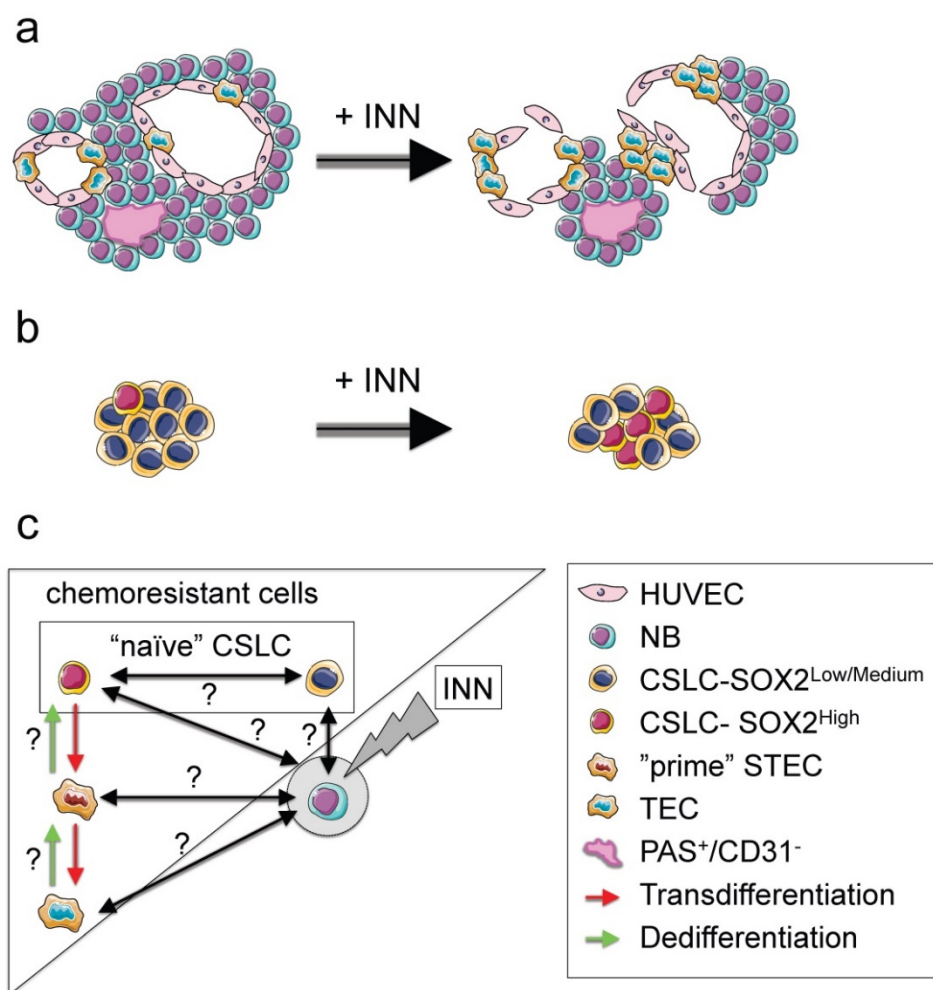 a
+ INN
b
+ INN
c
chemoresistant cells
“naïve” CSLC
?
?
?
INN
?
?
?
?
HUVEC
NB
CSLC-SOX2Low/Medium
CSLC- SOX2High
”prime” STEC
TEC
PAS+/CD31-
Transdifferentiation
Dedifferentiation